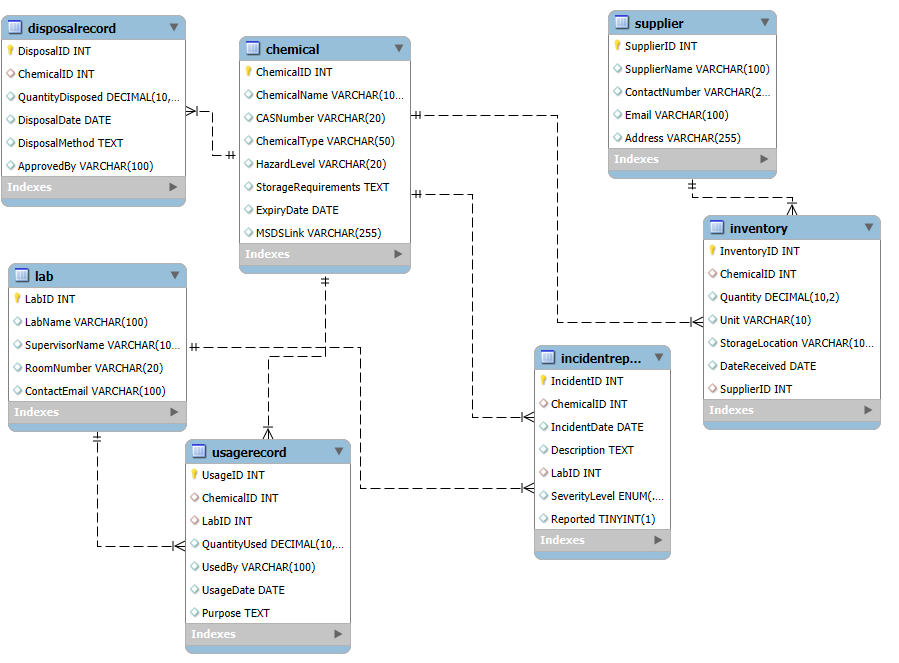 disposalrecord
DisposalID INT
ChemicalID INT
QuantityDisposed DECIMAL(10,...
DisposalDate DATE
DisposalMethod TEXT
ApprovedBy VARCHAR(100)
Indexes
chemical
ChemicalID INT
ChemicalName VARCHAR(10...
CASNumber VARCHAR(20)
ChemicalType VARCHAR(50)
HazardLevel VARCHAR(20)
StorageRequirements TEXT
ExpiryDate DATE
MSDSLink VARCHAR(255)
Indexes
supplier
SupplierID INT
SupplierName VARCHAR(100)
ContactNumber VARCHAR(2...
Email VARCHAR(100)
Address VARCHAR(255)
Indexes
inventory
InventoryID INT
ChemicalID INT
Quantity DECIMAL(10,2)
Unit VARCHAR(10)
StorageLocation VARCHAR(10...
DateReceived DATE
SupplierID INT
Indexes
lab
LabID INT
LabName VARCHAR(100)
SupervisorName VARCHAR(10...
RoomNumber VARCHAR(20)
ContactEmail VARCHAR(100)
Indexes
incidentrep...
IncidentID INT
ChemicalID INT
IncidentDate DATE
Description TEXT
LabID INT
SeverityLevel ENUM(....
Reported TINYINT(1)
Indexes
usagerecord
UsageID INT
ChemicalID INT
LabID INT
QuantityUsed DECIMAL(10,...
UsedBy VARCHAR(100)
UsageDate DATE
Purpose TEXT
Indexes